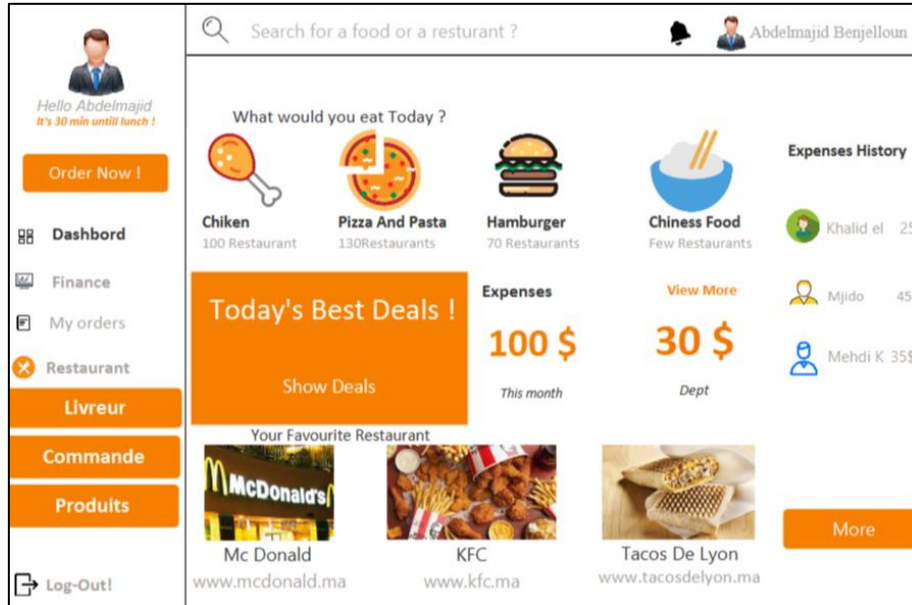 Hello Abdelmajid
It's 30 min untill lunch !
Order Now !
Dashbord
Finance
My orders
Restaurant
Livreur
Commande
Produits
Log-Out!
Search for a food or a resturant ?
Abdelmajid Benjelloun
What would you eat Today ?
Chiken
100 Restaurant
Pizza And Pasta
130Restaurants
Hamburger
70 Restaurants
Chiness Food
Few Restaurants
Today's Best Deals !
Show Deals
Expenses
100 $
This month
View More
30 $
Dept
Your Favourite Restaurant
McDonald's
Mc Donald
www.mcdonald.ma
KFC
www.kfc.ma
Tacos De Lyon
www.tacosdelyon.ma
Expenses History
Khalid el 25
Mjido 45
Mehdi K 35$
More